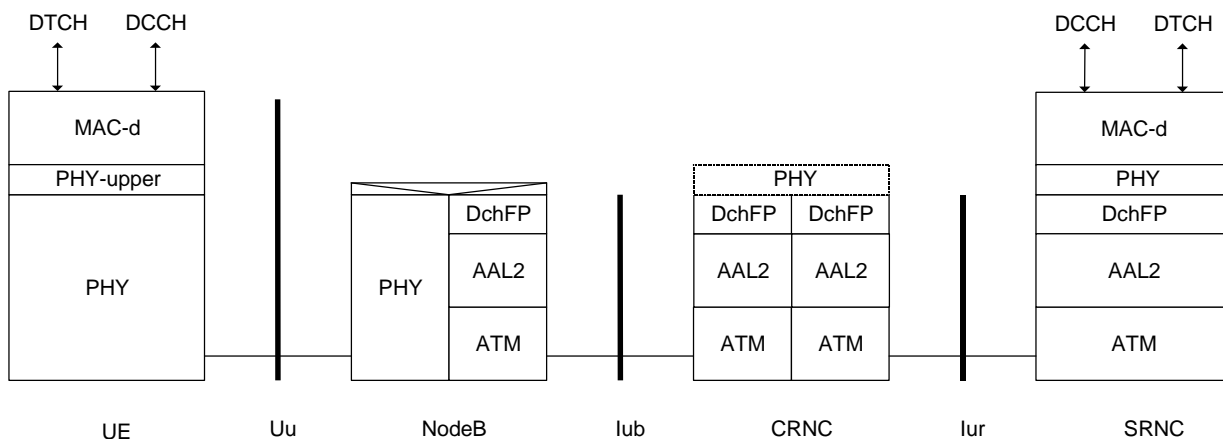 DTCH DCCH
DCCH DTCH
MAC-d
MAC-d
PHY-upper
PHY
PHY
DchFP
DchFP DchFP
DchFP
PHY
PHY
AAL2
AAL2 AAL2
AAL2
ATM
ATM ATM
ATM
UE Uu NodeB Iub CRNC Iur SRNC